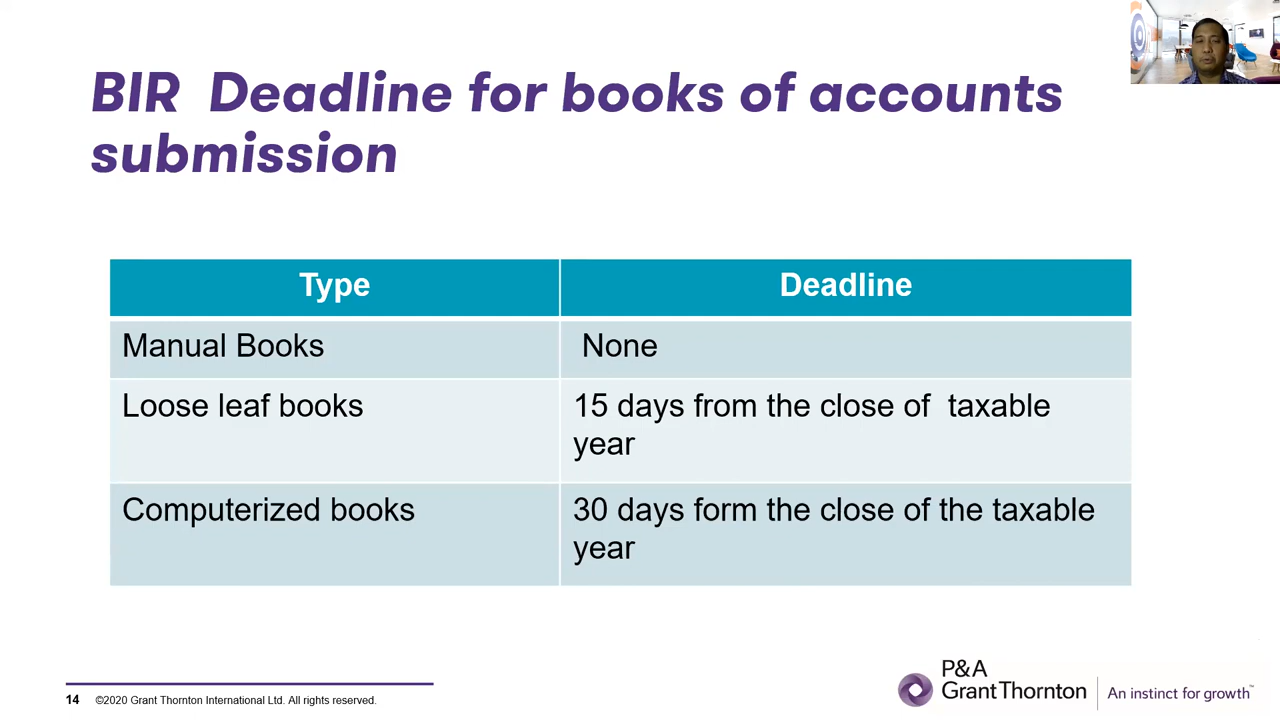 BIR Deadline for books of accounts
submission
Type
Deadline
Manual Books
None
Loose leaf books
15 days from the close of taxable
year
Computerized books
30 days form the close of the taxable
year
14
©2020 Grant Thornton International Ltd. All rights reserved.
P&A
Grant Thornton
An instinct for growth™